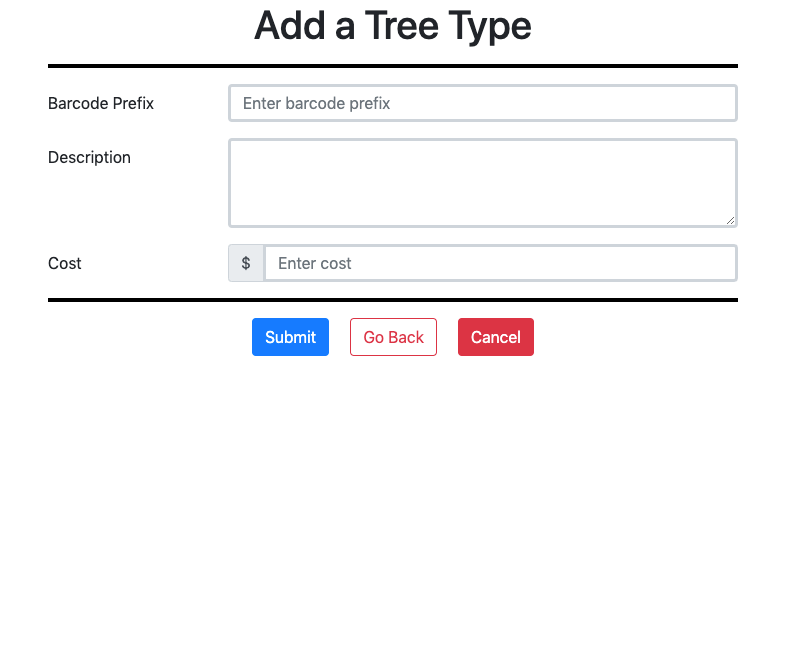 Add a Tree Type
Barcode Prefix
Enter barcode prefix
Description
Cost
$
Enter cost
Submit
Go Back
Cancel